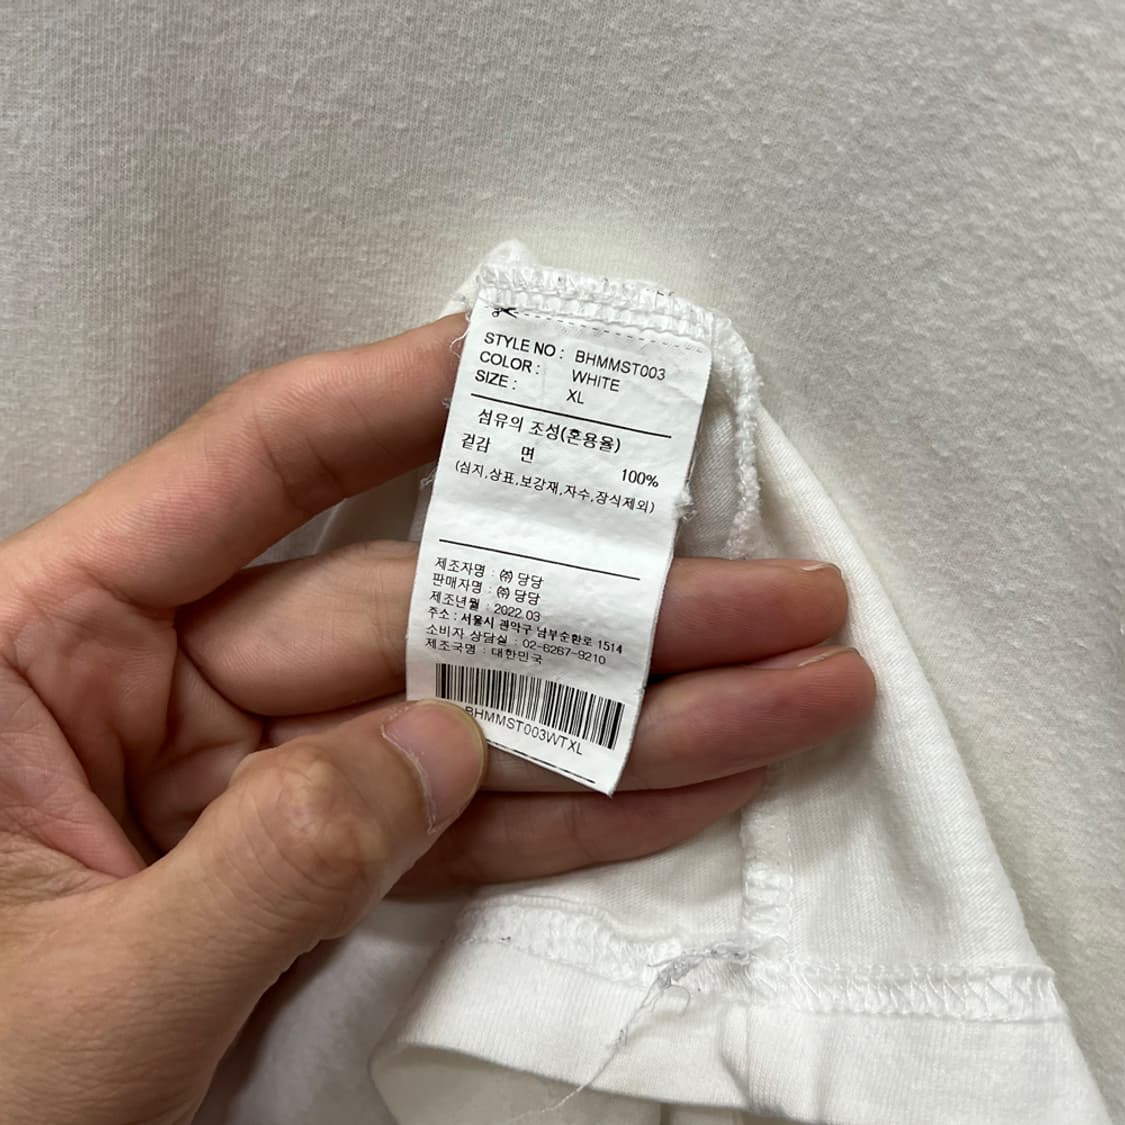 STYLE NO : BHMMST003
COLOR : WHITE
SIZE : XL
섬유의 조성(혼용율)
겉감 면 100%
(심지,상표,보강재,자수,장식제외)
제조자명 : ㈜ 당당
판매자명 : ㈜ 당당
제조년월 : 2022.03
주소 : 서울시 관악구 남부순환로 1514
소비자 상담실 : 02-6267-9210
제조국명 : 대한민국
BHMMST003WTXL